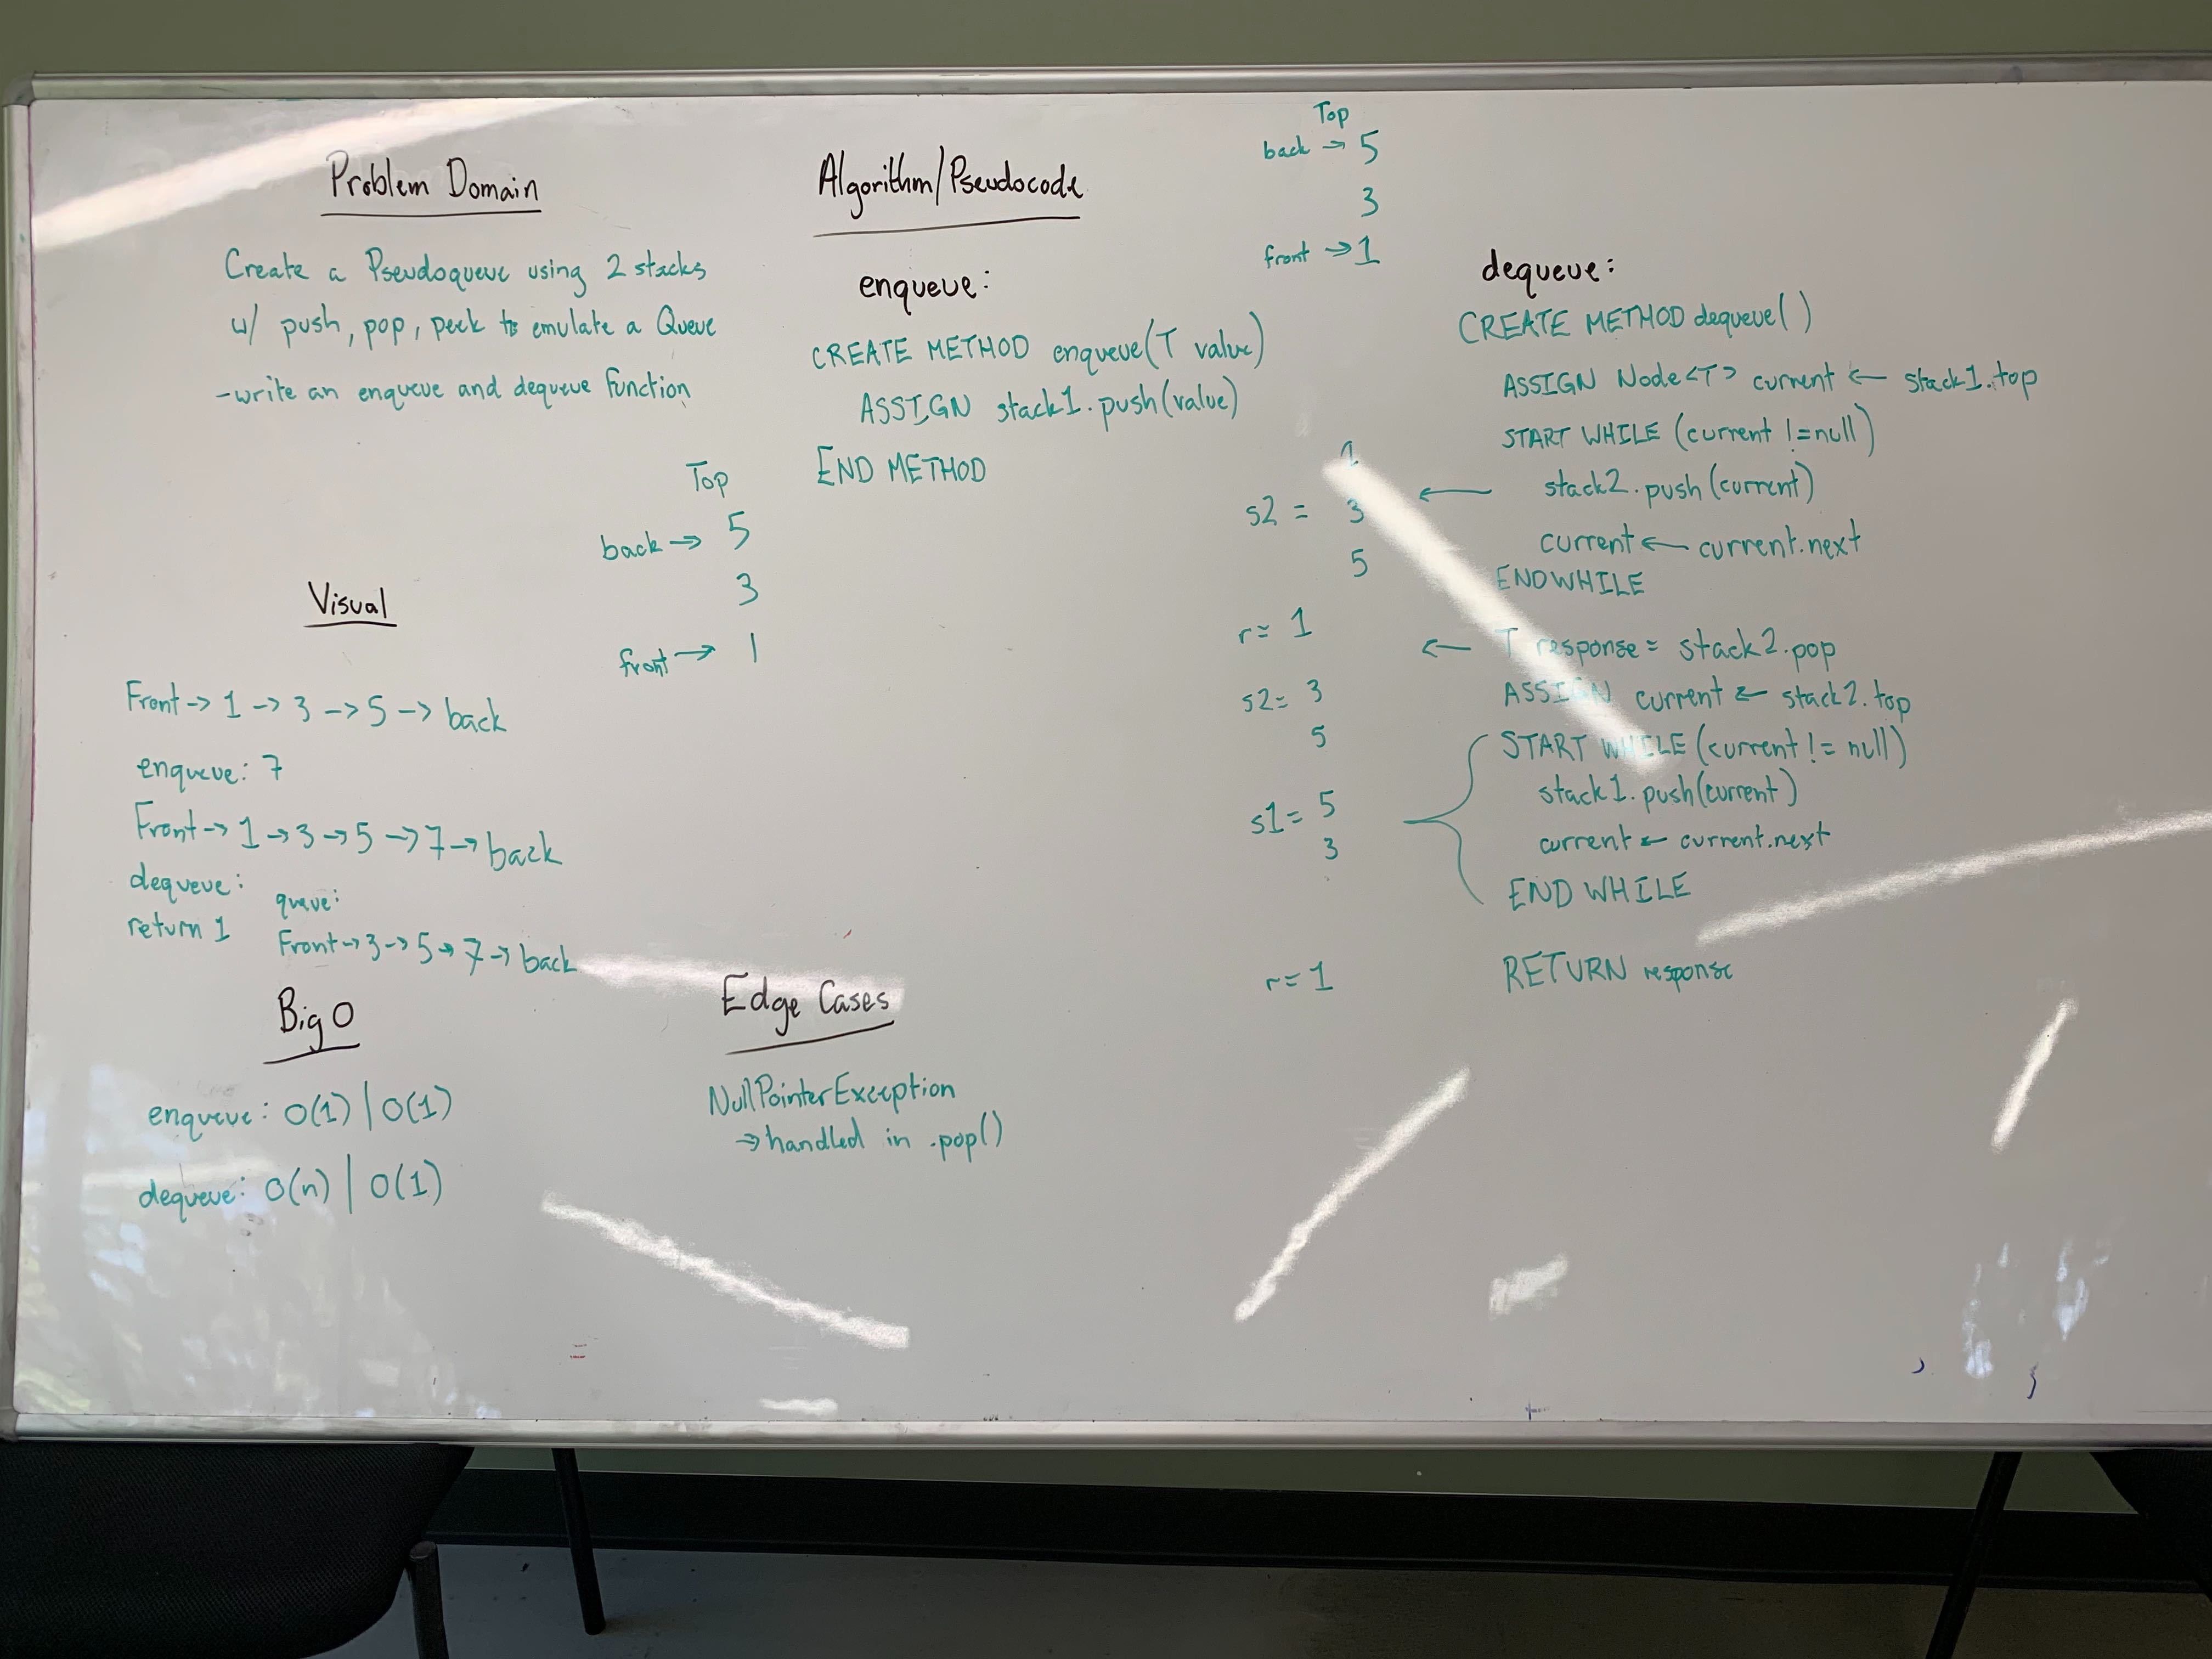 Problem Domain
Create a Pseudoqueue using 2 stacks
w/ push, pop, peek to emulate a Queue
-write an enqueue and dequeue function
Top
back → 5
3
front → 1
Visual
Front -> 1 -> 3 -> 5 -> back
enqueue: 7
Front -> 1 -> 3 -> 5 -> 7 -> back
dequeue:
return 1
queue:
Front -> 3 -> 5 -> 7 -> back
Big O
enqueue: O(1) | O(1)
dequeue: O(n) | O(1)
Edge Cases
NullPointerException
→ handled in .pop()
Algorithm/Pseudocode
enqueue:
CREATE METHOD enqueue(T value)
ASSIGN stack1.push(value)
END METHOD
Top
back → 5
3
front → 1
dequeue:
CREATE METHOD dequeue()
ASSIGN Node<T> current ← stack1.top
START WHILE (current !=null)
stack2.push(current)
current ← current.next
ENDWHILE
← T response = stack2.pop
ASSIGN current ← stack2.top
START WHILE (current != null)
stack1.push(current)
current ← current.next
END WHILE
RETURN response
1
s2 = 3 ←
5
r = 1
s2 = 3
5
s1 = 5
3
r = 1